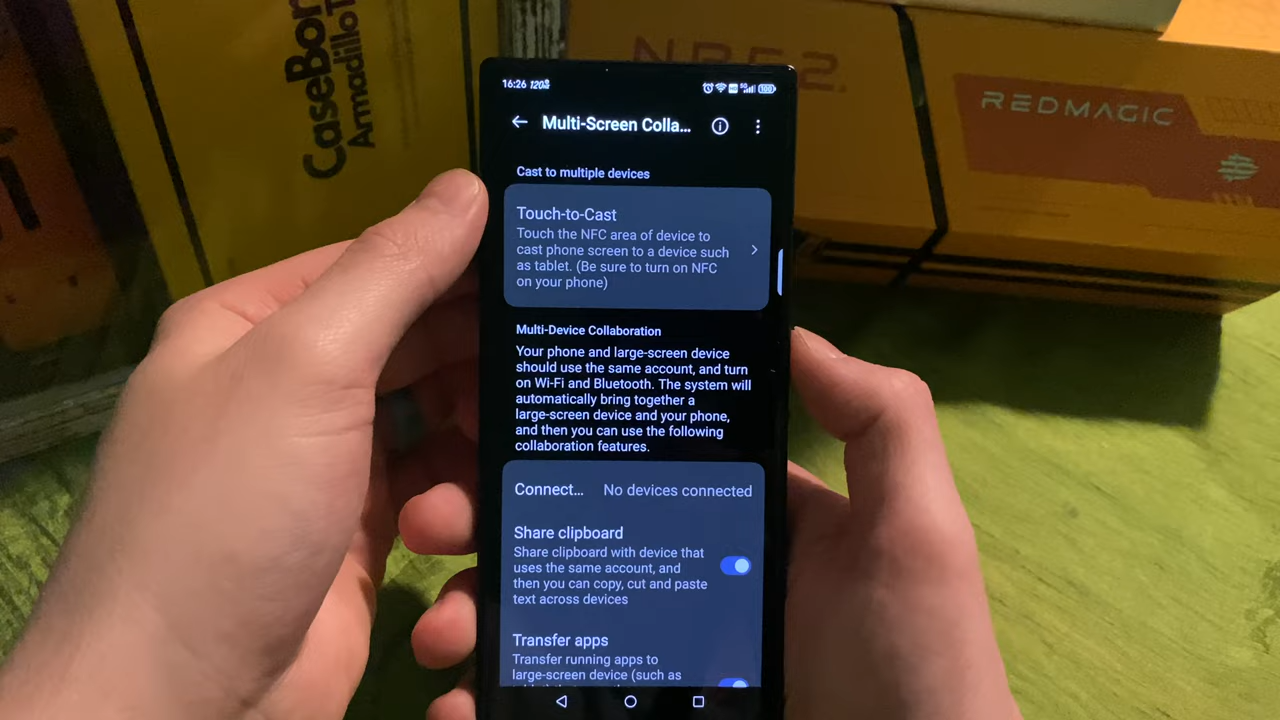 CaseBor
ArmadilloT
REDMAGIC
16:26 120
Multi-Screen Colla...
Cast to multiple devices
Touch-to-Cast
Touch the NFC area of device to
cast phone screen to a device such
as tablet. (Be sure to turn on NFC
on your phone)
Multi-Device Collaboration
Your phone and large-screen device
should use the same account, and turn
on Wi-Fi and Bluetooth. The system will
automatically bring together a
large-screen device and your phone,
and then you can use the following
collaboration features.
Connect... No devices connected
Share clipboard
Share clipboard with device that
uses the same account, and
then you can copy, cut and paste
text across devices
Transfer apps
Transfer running apps to
large-screen device (such as